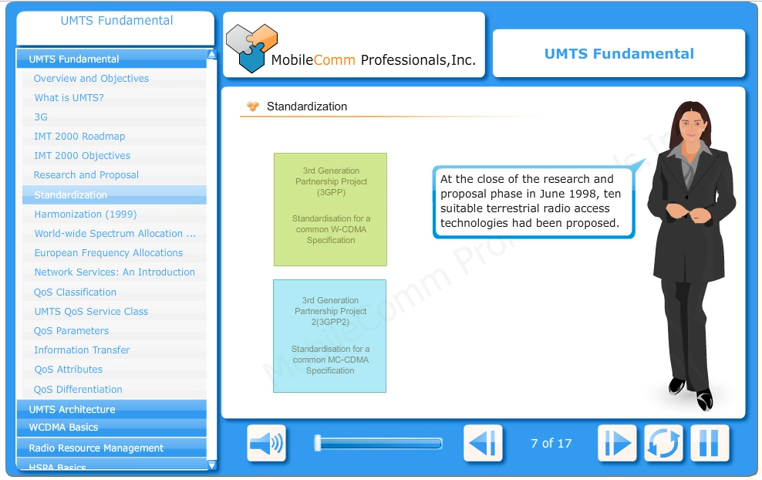 UMTS Fundamental
UMTS Fundamental
Overview and Objectives
What is UMTS?
3G
IMT 2000 Roadmap
IMT 2000 Objectives
Research and Proposal
Standardization
Harmonization (1999)
World-wide Spectrum Allocation ...
European Frequency Allocations
Network Services: An Introduction
QoS Classification
UMTS QoS Service Class
QoS Parameters
Information Transfer
QoS Attributes
QoS Differentiation
UMTS Architecture
WCDMA Basics
Radio Resource Management
HSPA Basics
MobileComm Professionals,Inc.
UMTS Fundamental
Standardization
3rd Generation
Partnership Project
(3GPP)
Standardisation for a
common W-CDMA
Specification
3rd Generation
Partnership Project
2(3GPP2)
Standardisation for a
common MC-CDMA
Specification
At the close of the research and
proposal phase in June 1998, ten
suitable terrestrial radio access
technologies had been proposed.
7 of 17